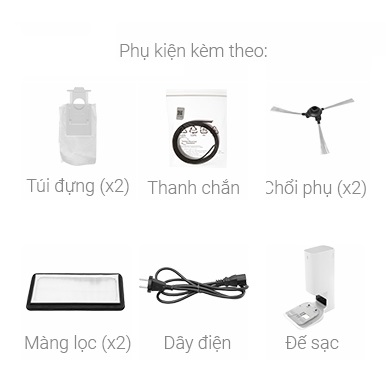 Phụ kiện kèm theo:
Túi đựng (x2)
Thanh chắn
Chổi phụ (x2)
Màng lọc (x2)
Dây điện
Đế sạc